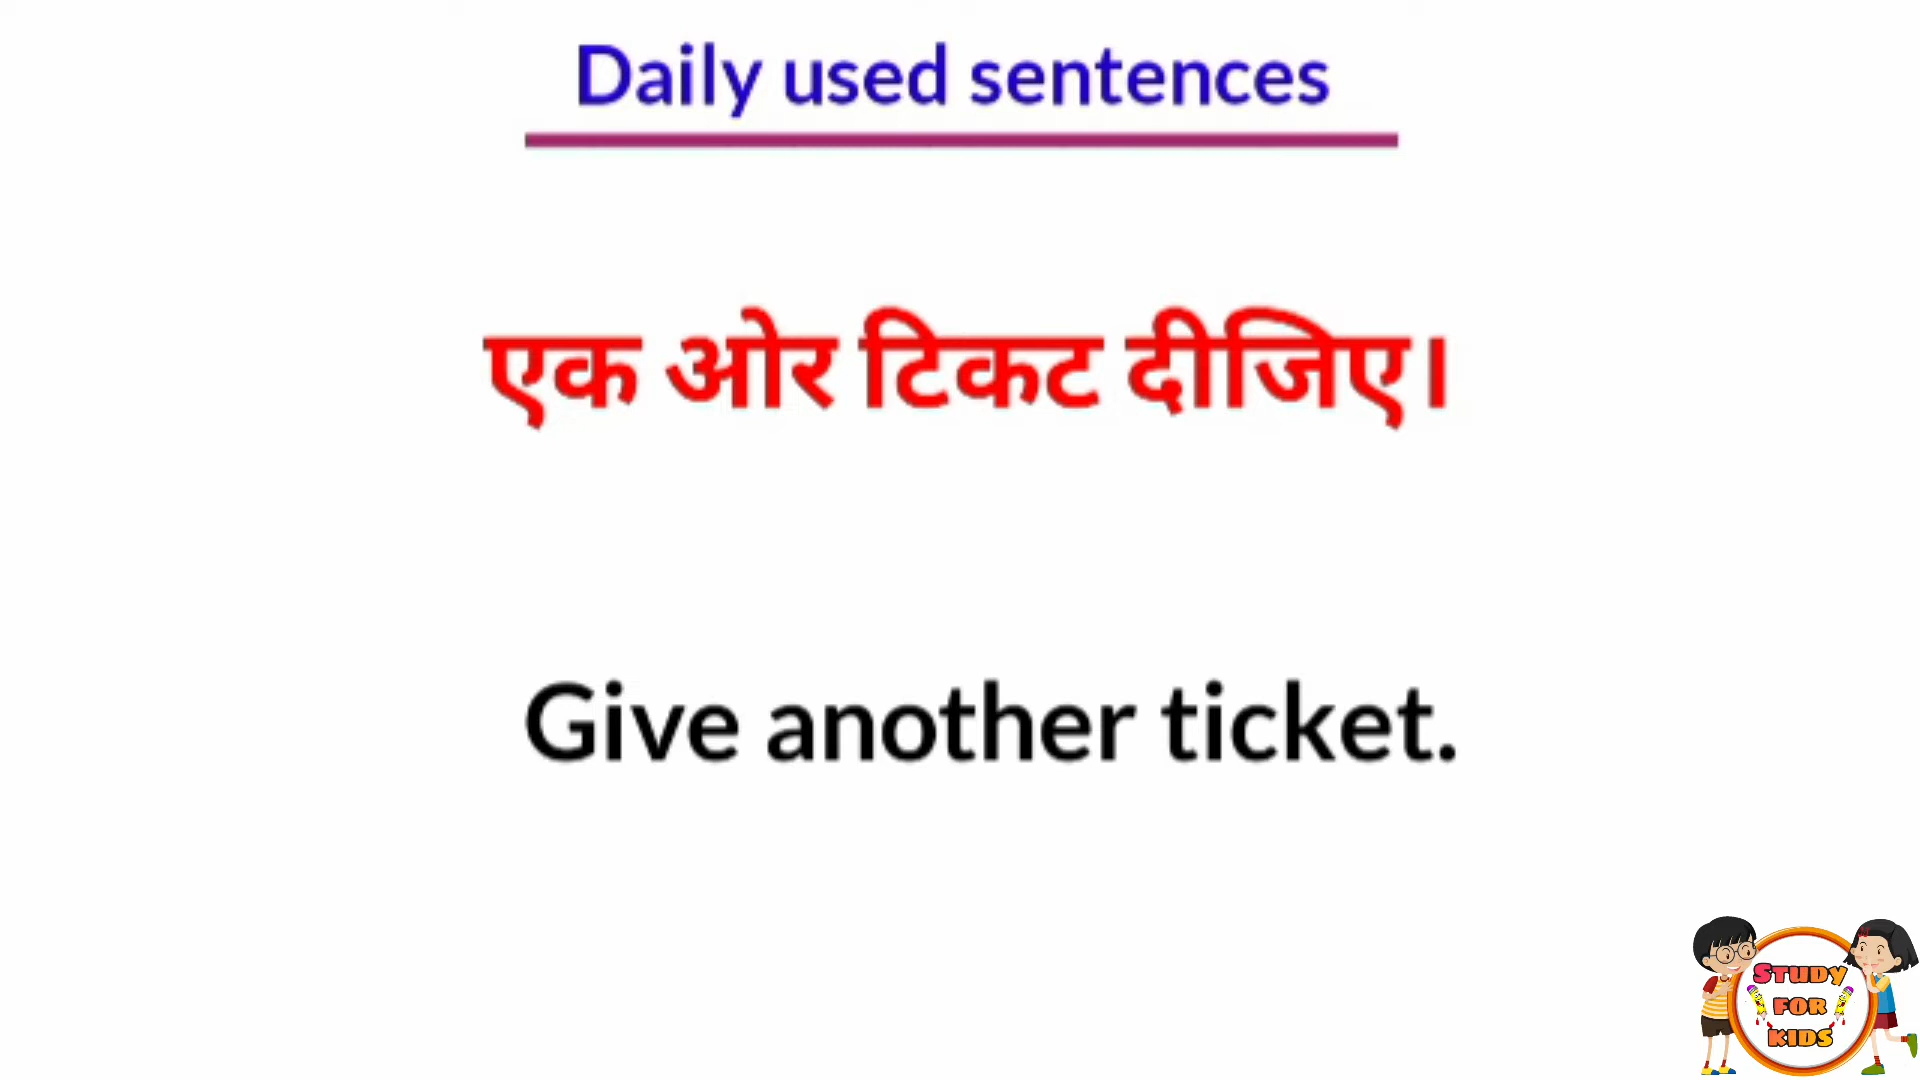 Daily used sentences
एक ओर टिकट दीजिए।
Give another ticket.
STUDY
FOR
KIDS